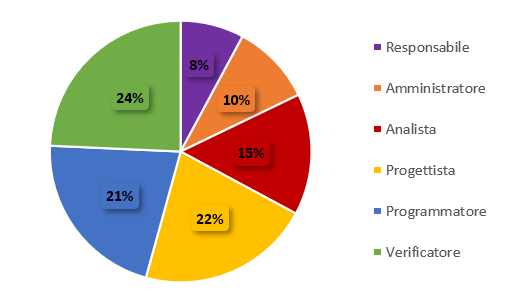 8%
10%
15%
22%
21%
24%
Responsabile
Amministratore
Analista
Progettista
Programmatore
Verificatore